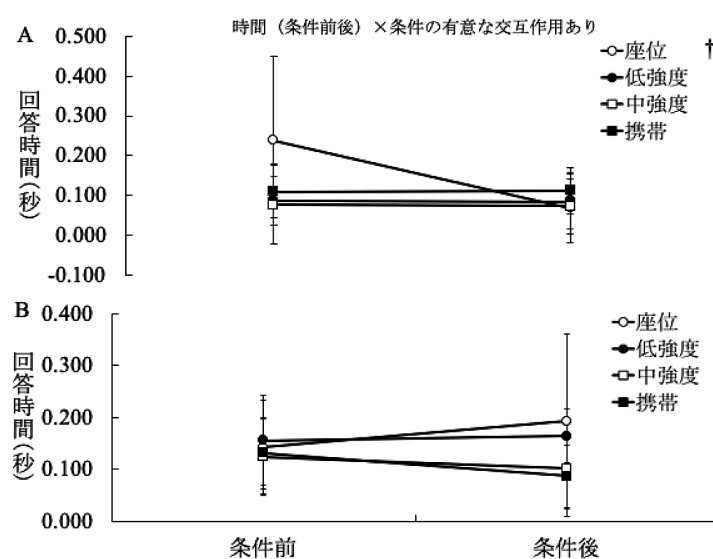 A
時間（条件前後）×条件の有意な交互作用あり
回答時間(秒)
0.500
0.400
0.300
0.200
0.100
0.000
-0.100
座位
低強度
中強度
携帯
†
B
回答時間(秒)
0.400
0.300
0.200
0.100
0.000
座位
低強度
中強度
携帯
条件前
条件後